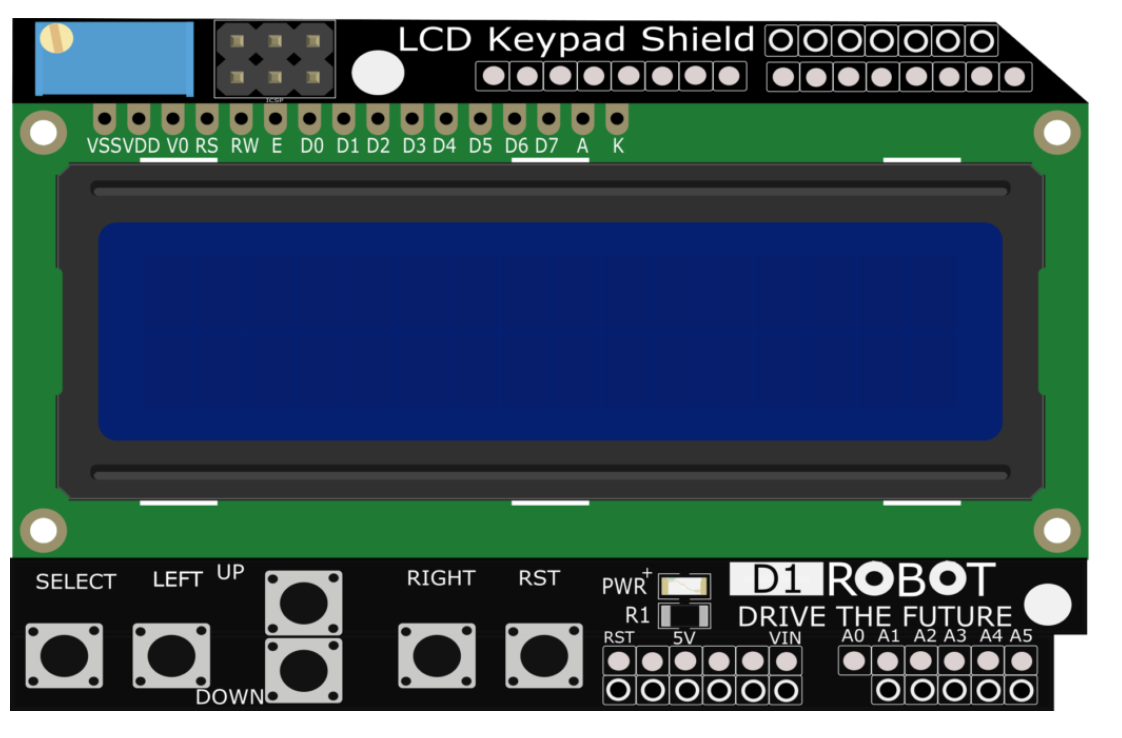 LCD Keypad Shield
ICSP
VSS VDD V0 RS RW E D0 D1 D2 D3 D4 D5 D6 D7 A K
SELECT LEFT UP RIGHT RST
DOWN
PWR +
R1
D1 ROBOT
DRIVE THE FUTURE
RST 5V VIN A0 A1 A2 A3 A4 A5